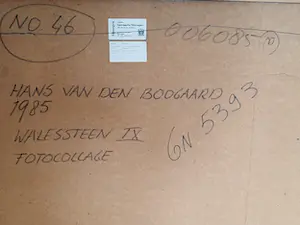 NO 46
006085 (D)
HANS VAN DEN BOOGAARD
1985
WALESSTEEN IX
FOTOCOLLAGE
GN 5393